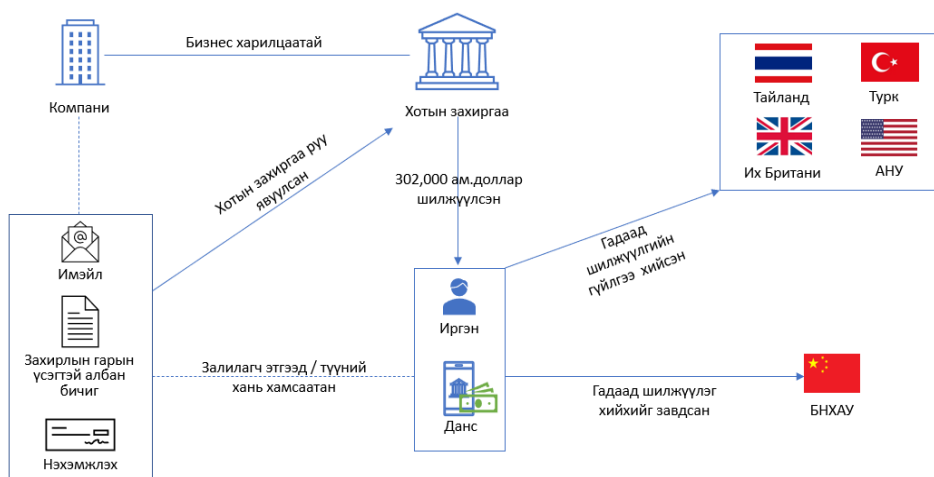 Бизнес харилцаатай
Компани
Хотын захиргаа
Тайланд
Турк
Их Британи
АНУ
Хотын захиргаа руу
явуулсан
302,000 ам.доллар
шилжүүлсэн
Гадаад
шилжүүлгийн
гүйлгээ хийсэн
@
Имэйл
Захирлын гарын
үсэгтэй албан
бичиг
Нэхэмжлэх
Залилагч этгээд / түүний
хань хамсаатан
Иргэн
Данс
Гадаад шилжүүлэг
хийхийг завдсан
БНХАУ